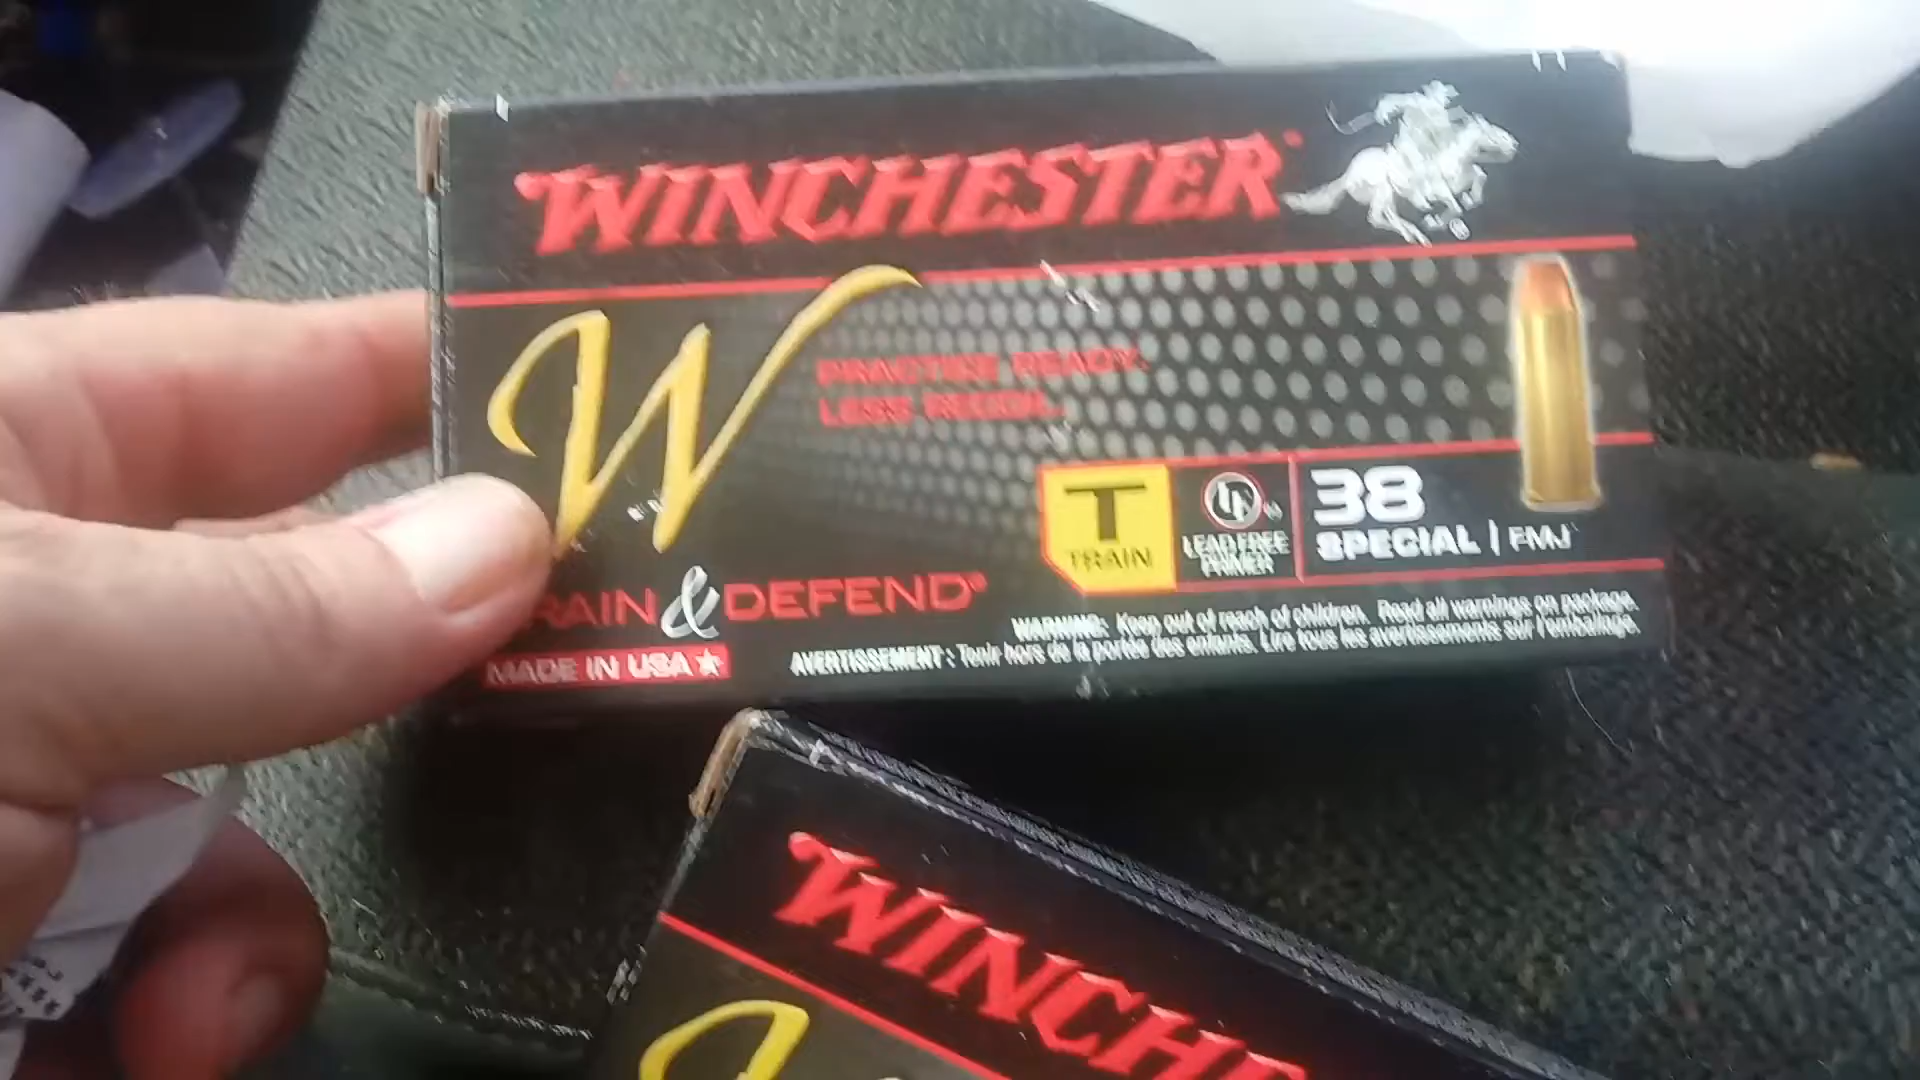 WINCHESTER
W
PRACTICE READY.
LESS RECOIL.
T
TRAIN
LEAD FREE
PRIMER
38
SPECIAL | FMJ
RAIN & DEFEND®
MADE IN USA ★
WARNING: Keep out of reach of children. Read all warnings on package.
AVERTISSEMENT : Tenir hors de la portée des enfants. Lire tous les avertissements sur l'emballage.
WINCH